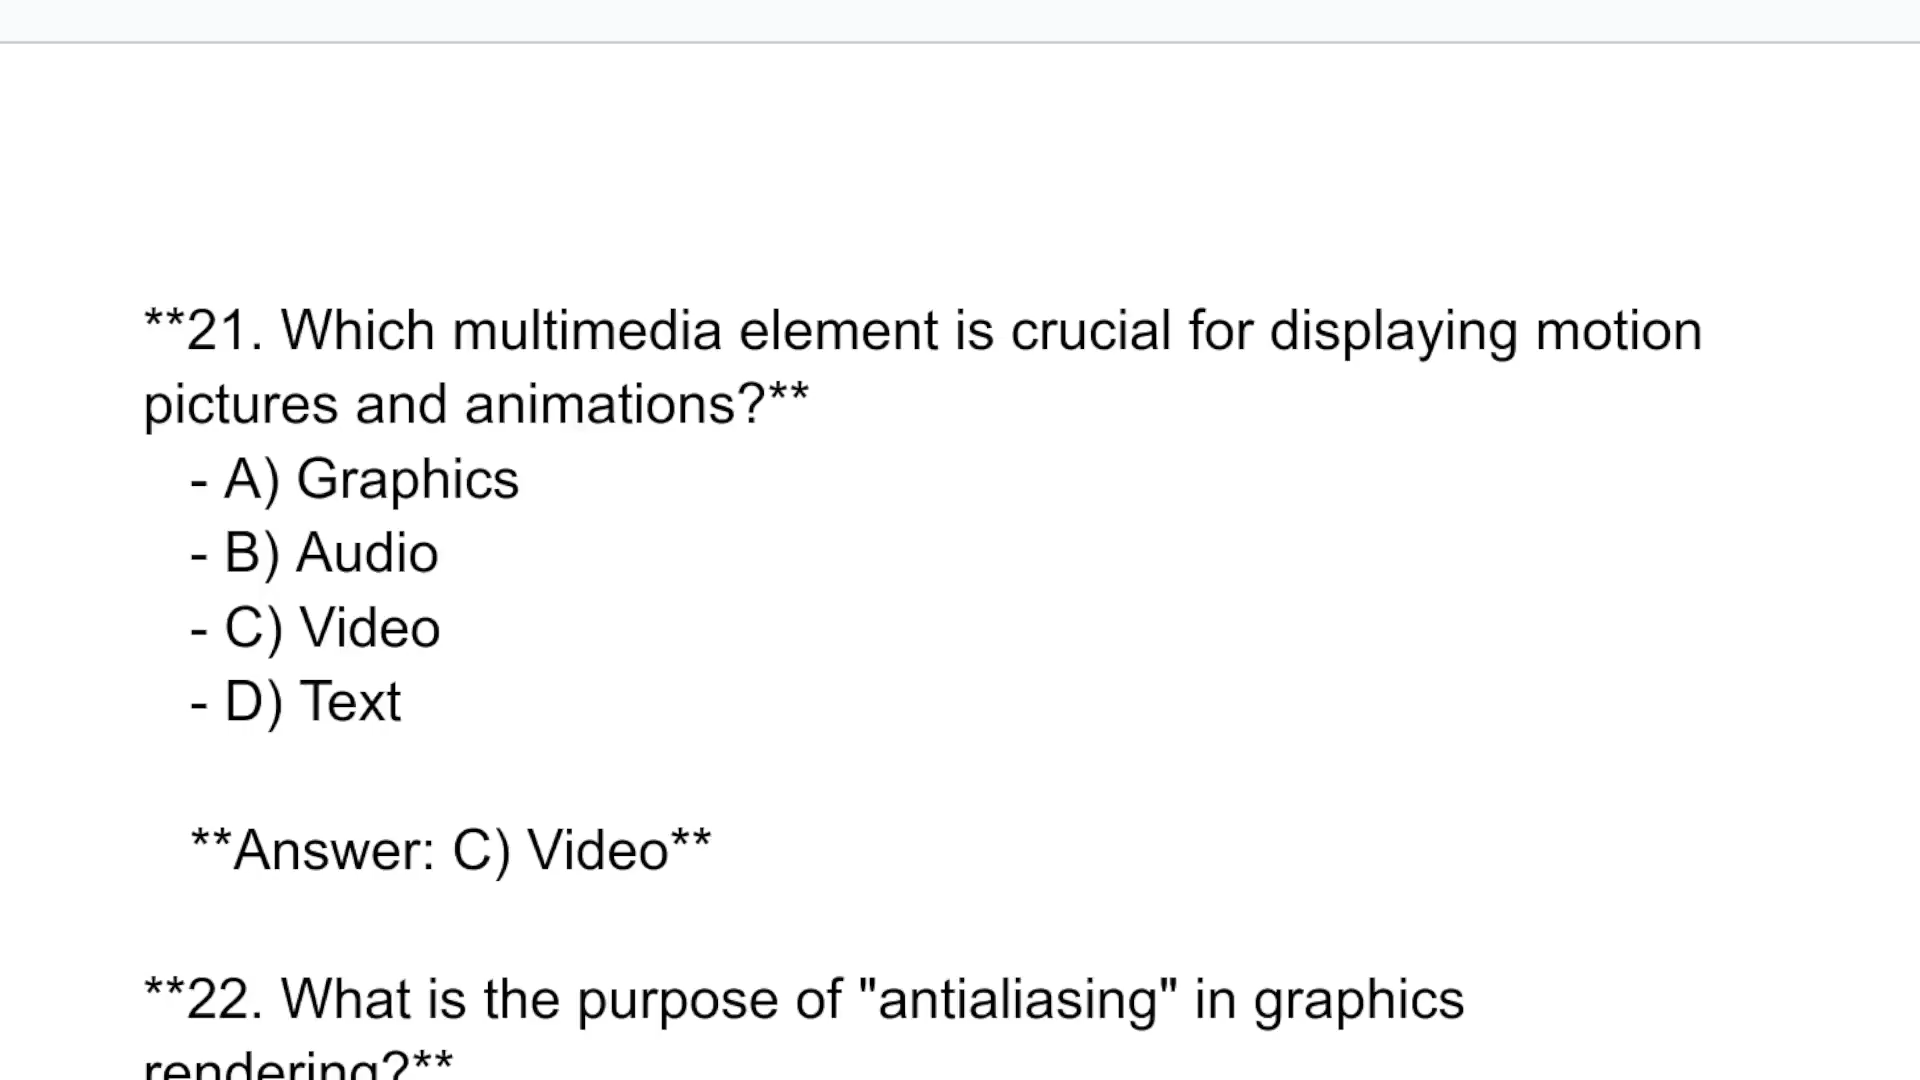 **21. Which multimedia element is crucial for displaying motion
pictures and animations?**
- A) Graphics
- B) Audio
- C) Video
- D) Text
**Answer: C) Video**
**22. What is the purpose of "antialiasing" in graphics
rendering?**